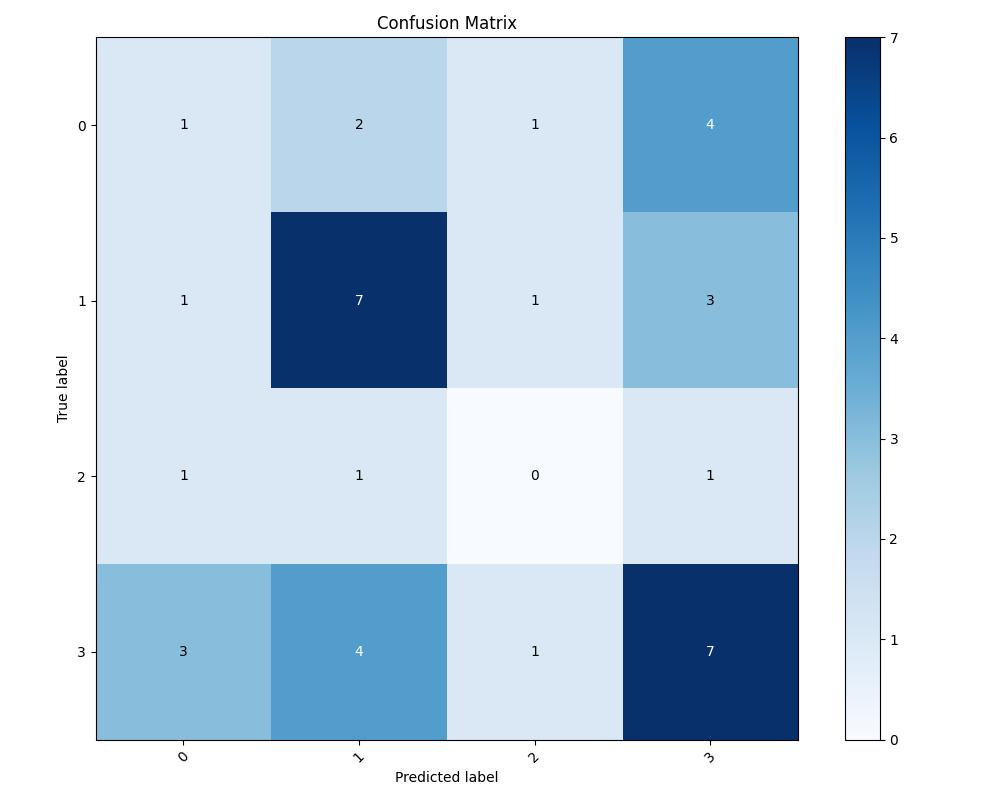 Confusion Matrix
0 1 2 1 4
1 1 7 1 3
2 1 1 0 1
3 3 4 1 7
0 1 2 3
True label
Predicted label
7
6
5
4
3
2
1
0